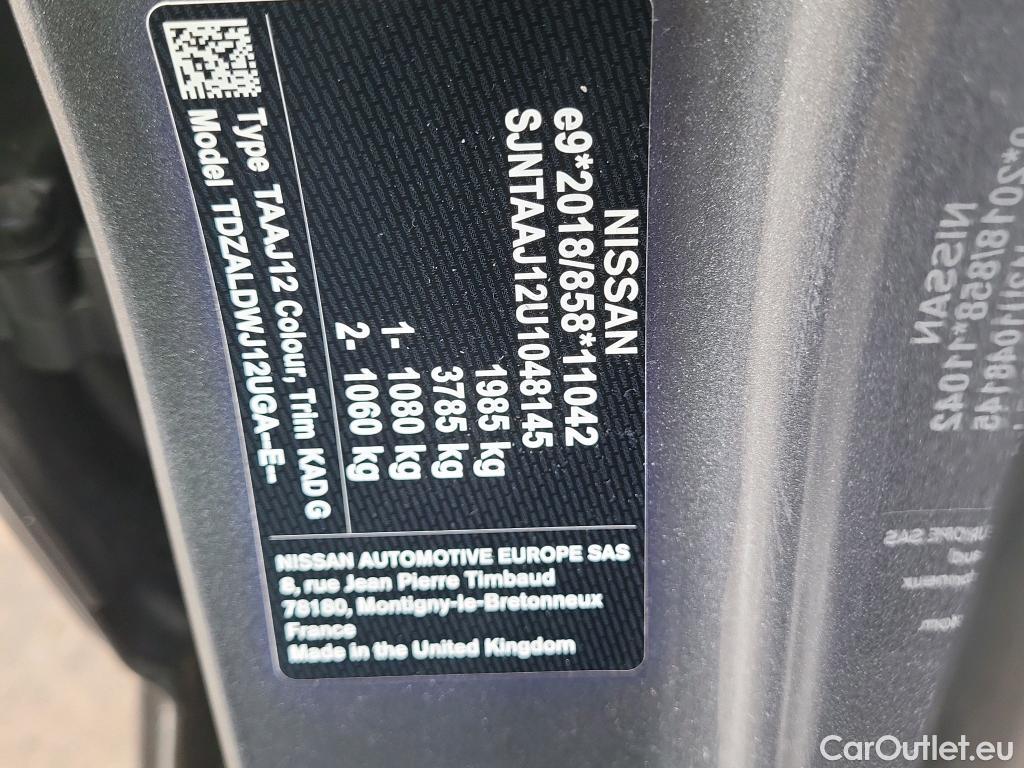 NISSAN
e9*2018/858*11042
SJNTAAJ12U1048145
1985 kg
3785 kg
1- 1080 kg
2- 1060 kg
Type TAAJ12 Colour, Trim KAD G
Model TDZALDWJ12UGA-E--
NISSAN AUTOMOTIVE EUROPE SAS
8, rue Jean Pierre Timbaud
78180, Montigny-le-Bretonneux
France
Made in the United Kingdom
CarOutlet.eu